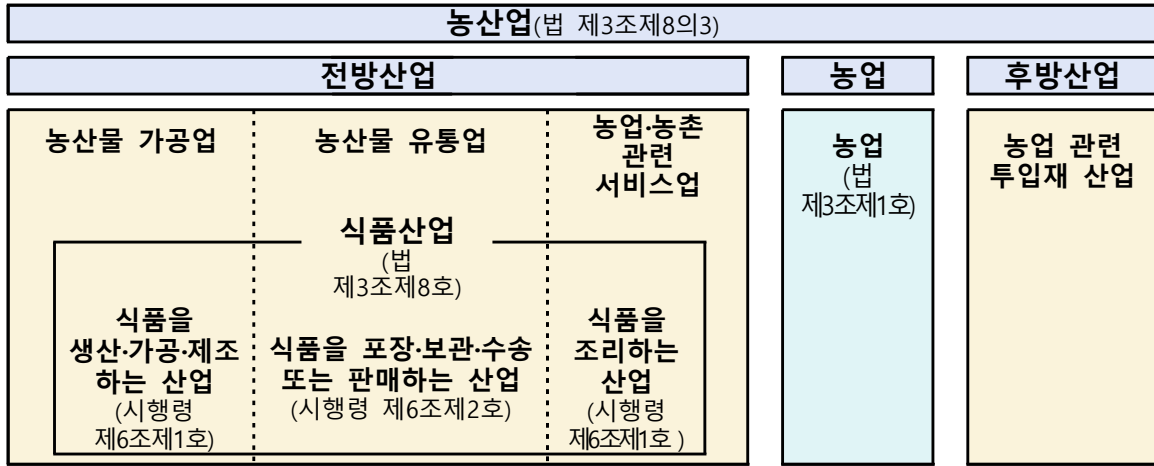 농산업(법 제3조제8의3)
전방산업
농업
후방산업
농산물 가공업
농산물 유통업
농업·농촌
관련
서비스업
농업
(법
제3조제1호)
농업 관련
투입재 산업
식품산업
(법
제3조제8호)
식품을
생산·가공·제조
하는 산업
(시행령
제6조제1호)
식품을 포장·보관·수송
또는 판매하는 산업
(시행령 제6조제2호)
식품을
조리하는
산업
(시행령
제6조제1호 )